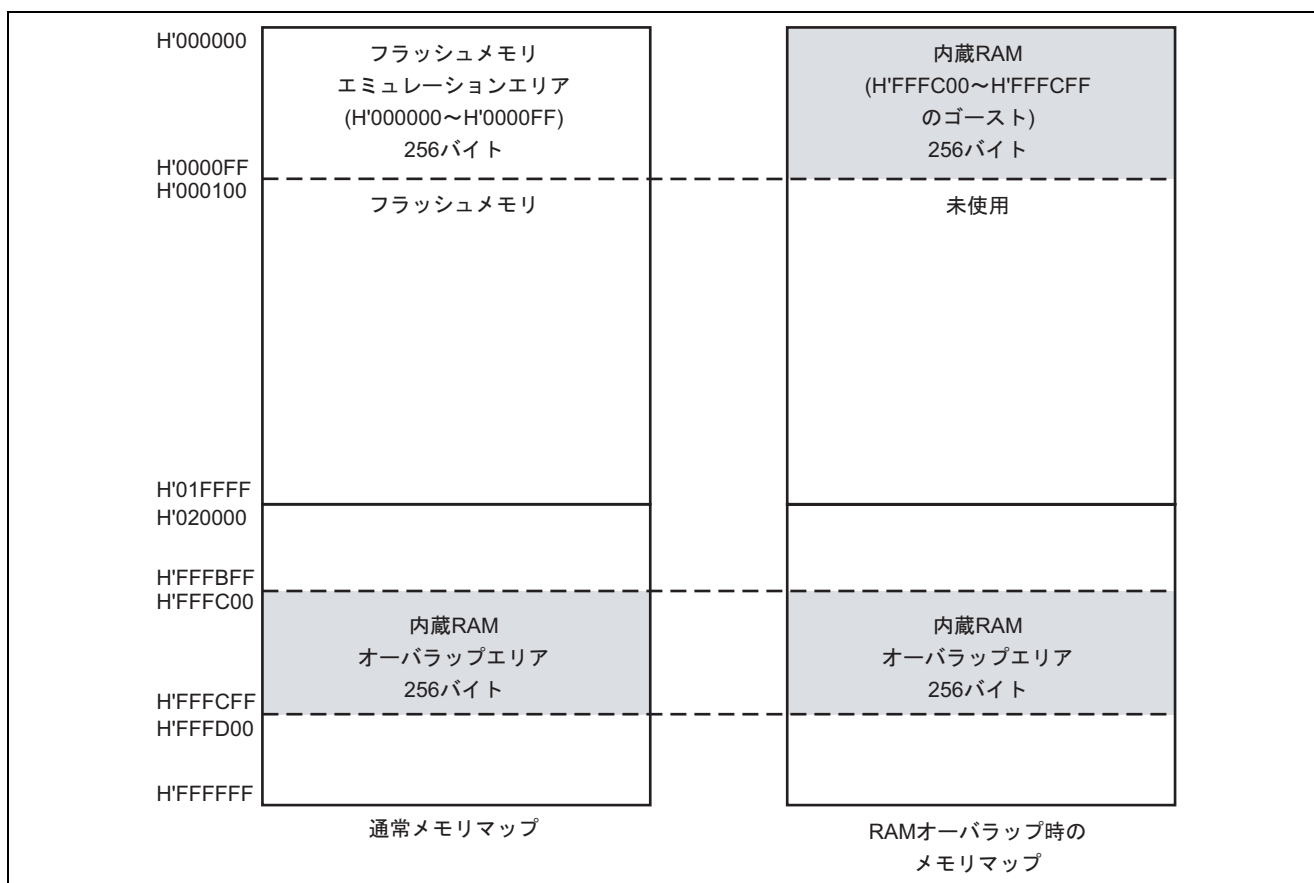 H'000000
フラッシュメモリ
エミュレーションエリア
(H'000000～H'0000FF)
256バイト
H'0000FF
H'000100
フラッシュメモリ
H'01FFFF
H'020000
H'FFFBFF
H'FFFC00
内蔵RAM
オーバラップエリア
256バイト
H'FFFCFF
H'FFFD00
H'FFFFFF
通常メモリマップ
内蔵RAM
(H'FFFC00～H'FFFCFF
のゴースト)
256バイト
未使用
内蔵RAM
オーバラップエリア
256バイト
RAMオーバラップ時の
メモリマップ